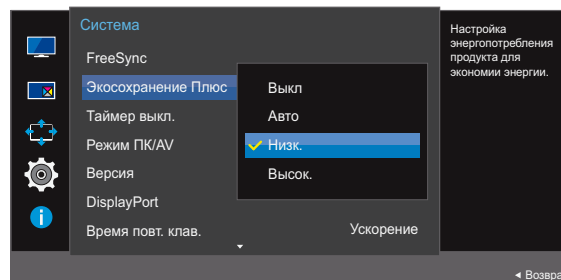 Система
FreeSync
Экосохранение Плюс
Таймер выкл.
Режим ПК/AV
Версия
DisplayPort
Время повт. клав.
Ускорение
Выкл
Авто
Низк.
Высок.
Настройка
энергопотребления
продукта для
экономии энергии.